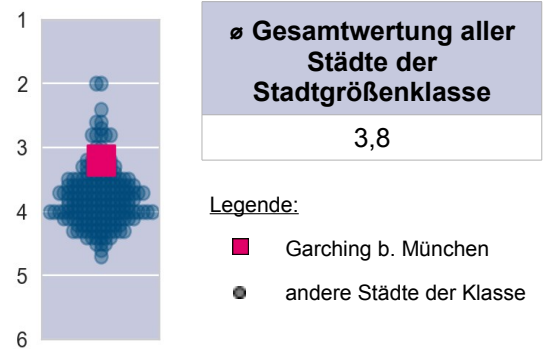 1
2
3
4
5
6
ø Gesamtwertung aller
Städte der
Stadtgrößenklasse
3,8
Legende:
Garching b. München
andere Städte der Klasse